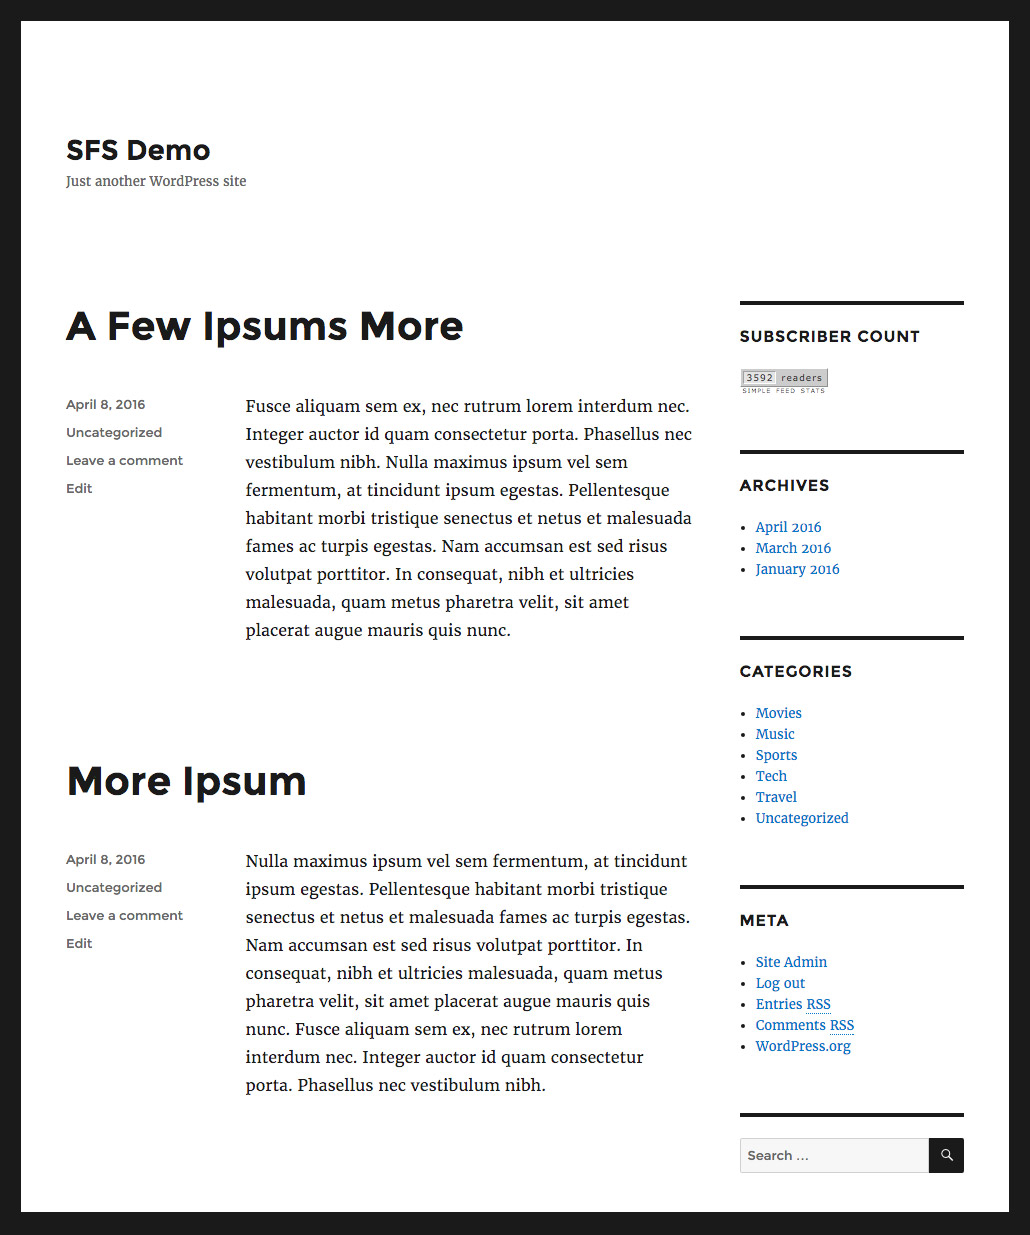 SFS Demo
Just another WordPress site
A Few Ipsums More
April 8, 2016
Uncategorized
Leave a comment
Edit
Fusce aliquam sem ex, nec rutrum lorem interdum nec.
Integer auctor id quam consectetur porta. Phasellus nec
vestibulum nibh. Nulla maximus ipsum vel sem
fermentum, at tincidunt ipsum egestas. Pellentesque
habitant morbi tristique senectus et netus et malesuada
fames ac turpis egestas. Nam accumsan est sed risus
volutpat porttitor. In consequat, nibh et ultricies
malesuada, quam metus pharetra velit, sit amet
placerat augue mauris quis nunc.
More Ipsum
April 8, 2016
Uncategorized
Leave a comment
Edit
Nulla maximus ipsum vel sem fermentum, at tincidunt
ipsum egestas. Pellentesque habitant morbi tristique
senectus et netus et malesuada fames ac turpis egestas.
Nam accumsan est sed risus volutpat porttitor. In
consequat, nibh et ultricies malesuada, quam metus
pharetra velit, sit amet placerat augue mauris quis
nunc. Fusce aliquam sem ex, nec rutrum lorem
interdum nec. Integer auctor id quam consectetur
porta. Phasellus nec vestibulum nibh.
SUBSCRIBER COUNT
3592 readers
SIMPLE FEED STATS
ARCHIVES
April 2016
March 2016
January 2016
CATEGORIES
Movies
Music
Sports
Tech
Travel
Uncategorized
META
Site Admin
Log out
Entries RSS
Comments RSS
WordPress.org
Search …